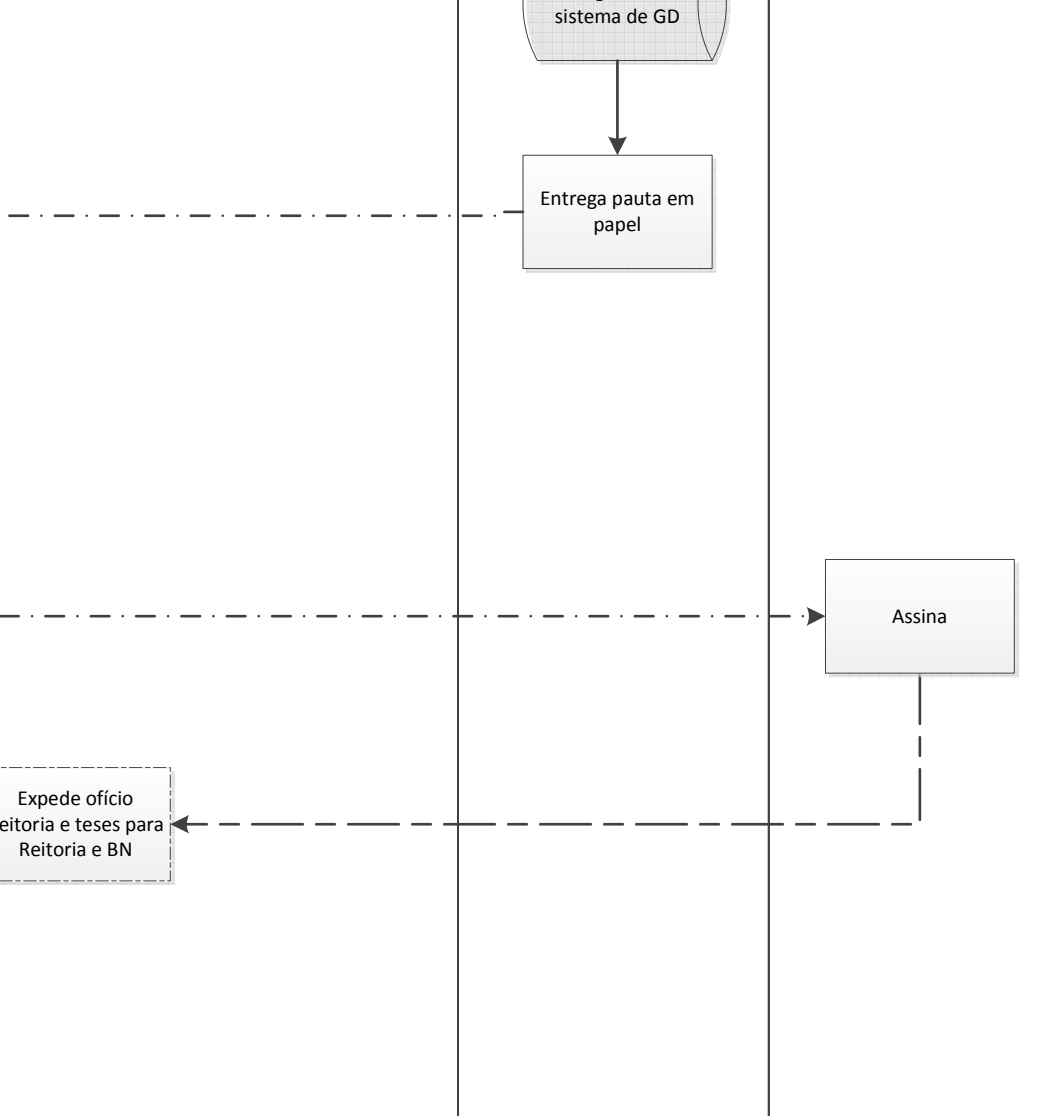 sistema de GD
Entrega pauta em
papel
Assina
Expede ofício
eitoria e teses para
Reitoria e BN